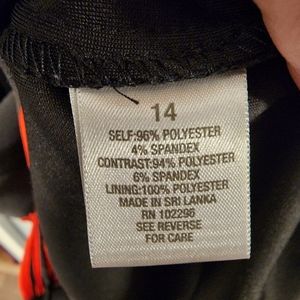 14
SELF:96% POLYESTER
4% SPANDEX
CONTRAST:94% POLYESTER
6% SPANDEX
LINING:100% POLYESTER
MADE IN SRI LANKA
RN 102296
SEE REVERSE
FOR CARE